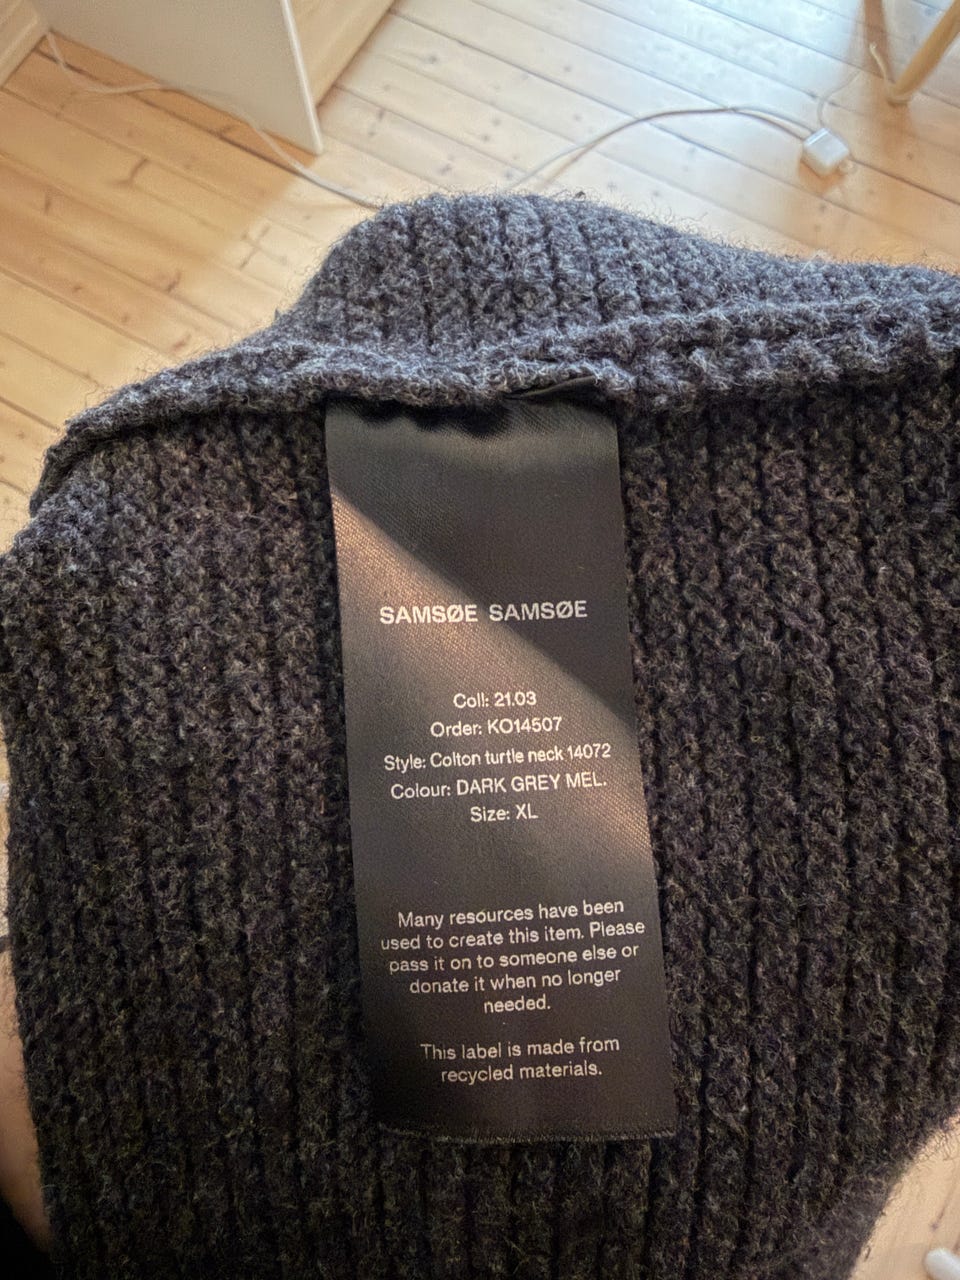 SAMSØE SAMSØE
Coll: 21.03
Order: KO14507
Style: Colton turtle neck 14072
Colour: DARK GREY MEL.
Size: XL
Many resources have been
used to create this item. Please
pass it on to someone else or
donate it when no longer
needed.
This label is made from
recycled materials.